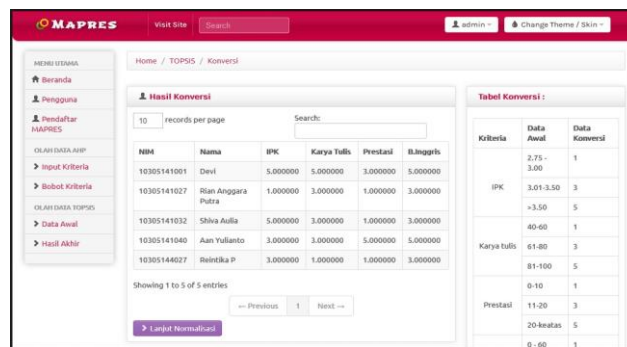 MAPRES
Visit Site
Search
admin
Change Theme / Skin
MENU UTAMA
Beranda
Pengguna
Pendaftar
MAPRES
OLAH DATA AHP
Input Kriteria
Bobot Kriteria
OLAH DATA TOPSIS
Data Awal
Hasil Akhir
Home / TOPSIS / Konversi
Hasil Konversi
10 records per page
Search:
NIM Nama IPK Karya Tulis Prestasi B.Inggris
10305141001 Devi 5.000000 5.000000 3.000000 5.000000
10305141027 Rian Anggara Putra 1.000000 3.000000 1.000000 3.000000
10305141032 Shiva Aulia 5.000000 3.000000 1.000000 3.000000
10305141040 Aan Yulianto 3.000000 3.000000 5.000000 5.000000
10305144027 Reintika P 3.000000 1.000000 1.000000 3.000000
Showing 1 to 5 of 5 entries
← Previous 1 Next →
Lanjut Normalisasi
Tabel Konversi :
Kriteria Data Awal Data Konversi
IPK
2,75 - 3.00 1
3.01-3.50 3
>3.50 5
Karya tulis
40-60 1
61-80 3
81-100 5
Prestasi
0-10 1
11-20 3
20-keatas 5
0 - 60 1